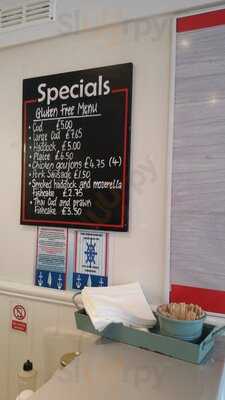 Specials
Gluten Free Menu
• Cod £5.00
• Large Cod £7.65
• Haddock £5.00
• Plaice £6.50
• Chicken goujons £4.75 (4)
• Pork Sausage £1.50
• Smoked haddock and mozerella
Fishcake £2.75
• Thai Cod and prawn
Fishcake £3.50